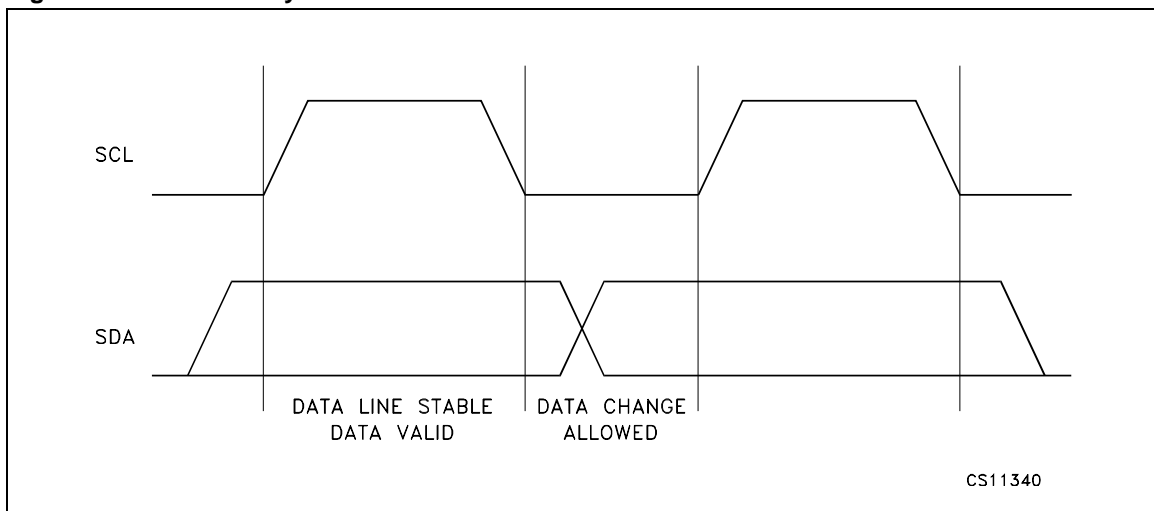 SCL
SDA
DATA LINE STABLE
DATA VALID
DATA CHANGE
ALLOWED
CS11340